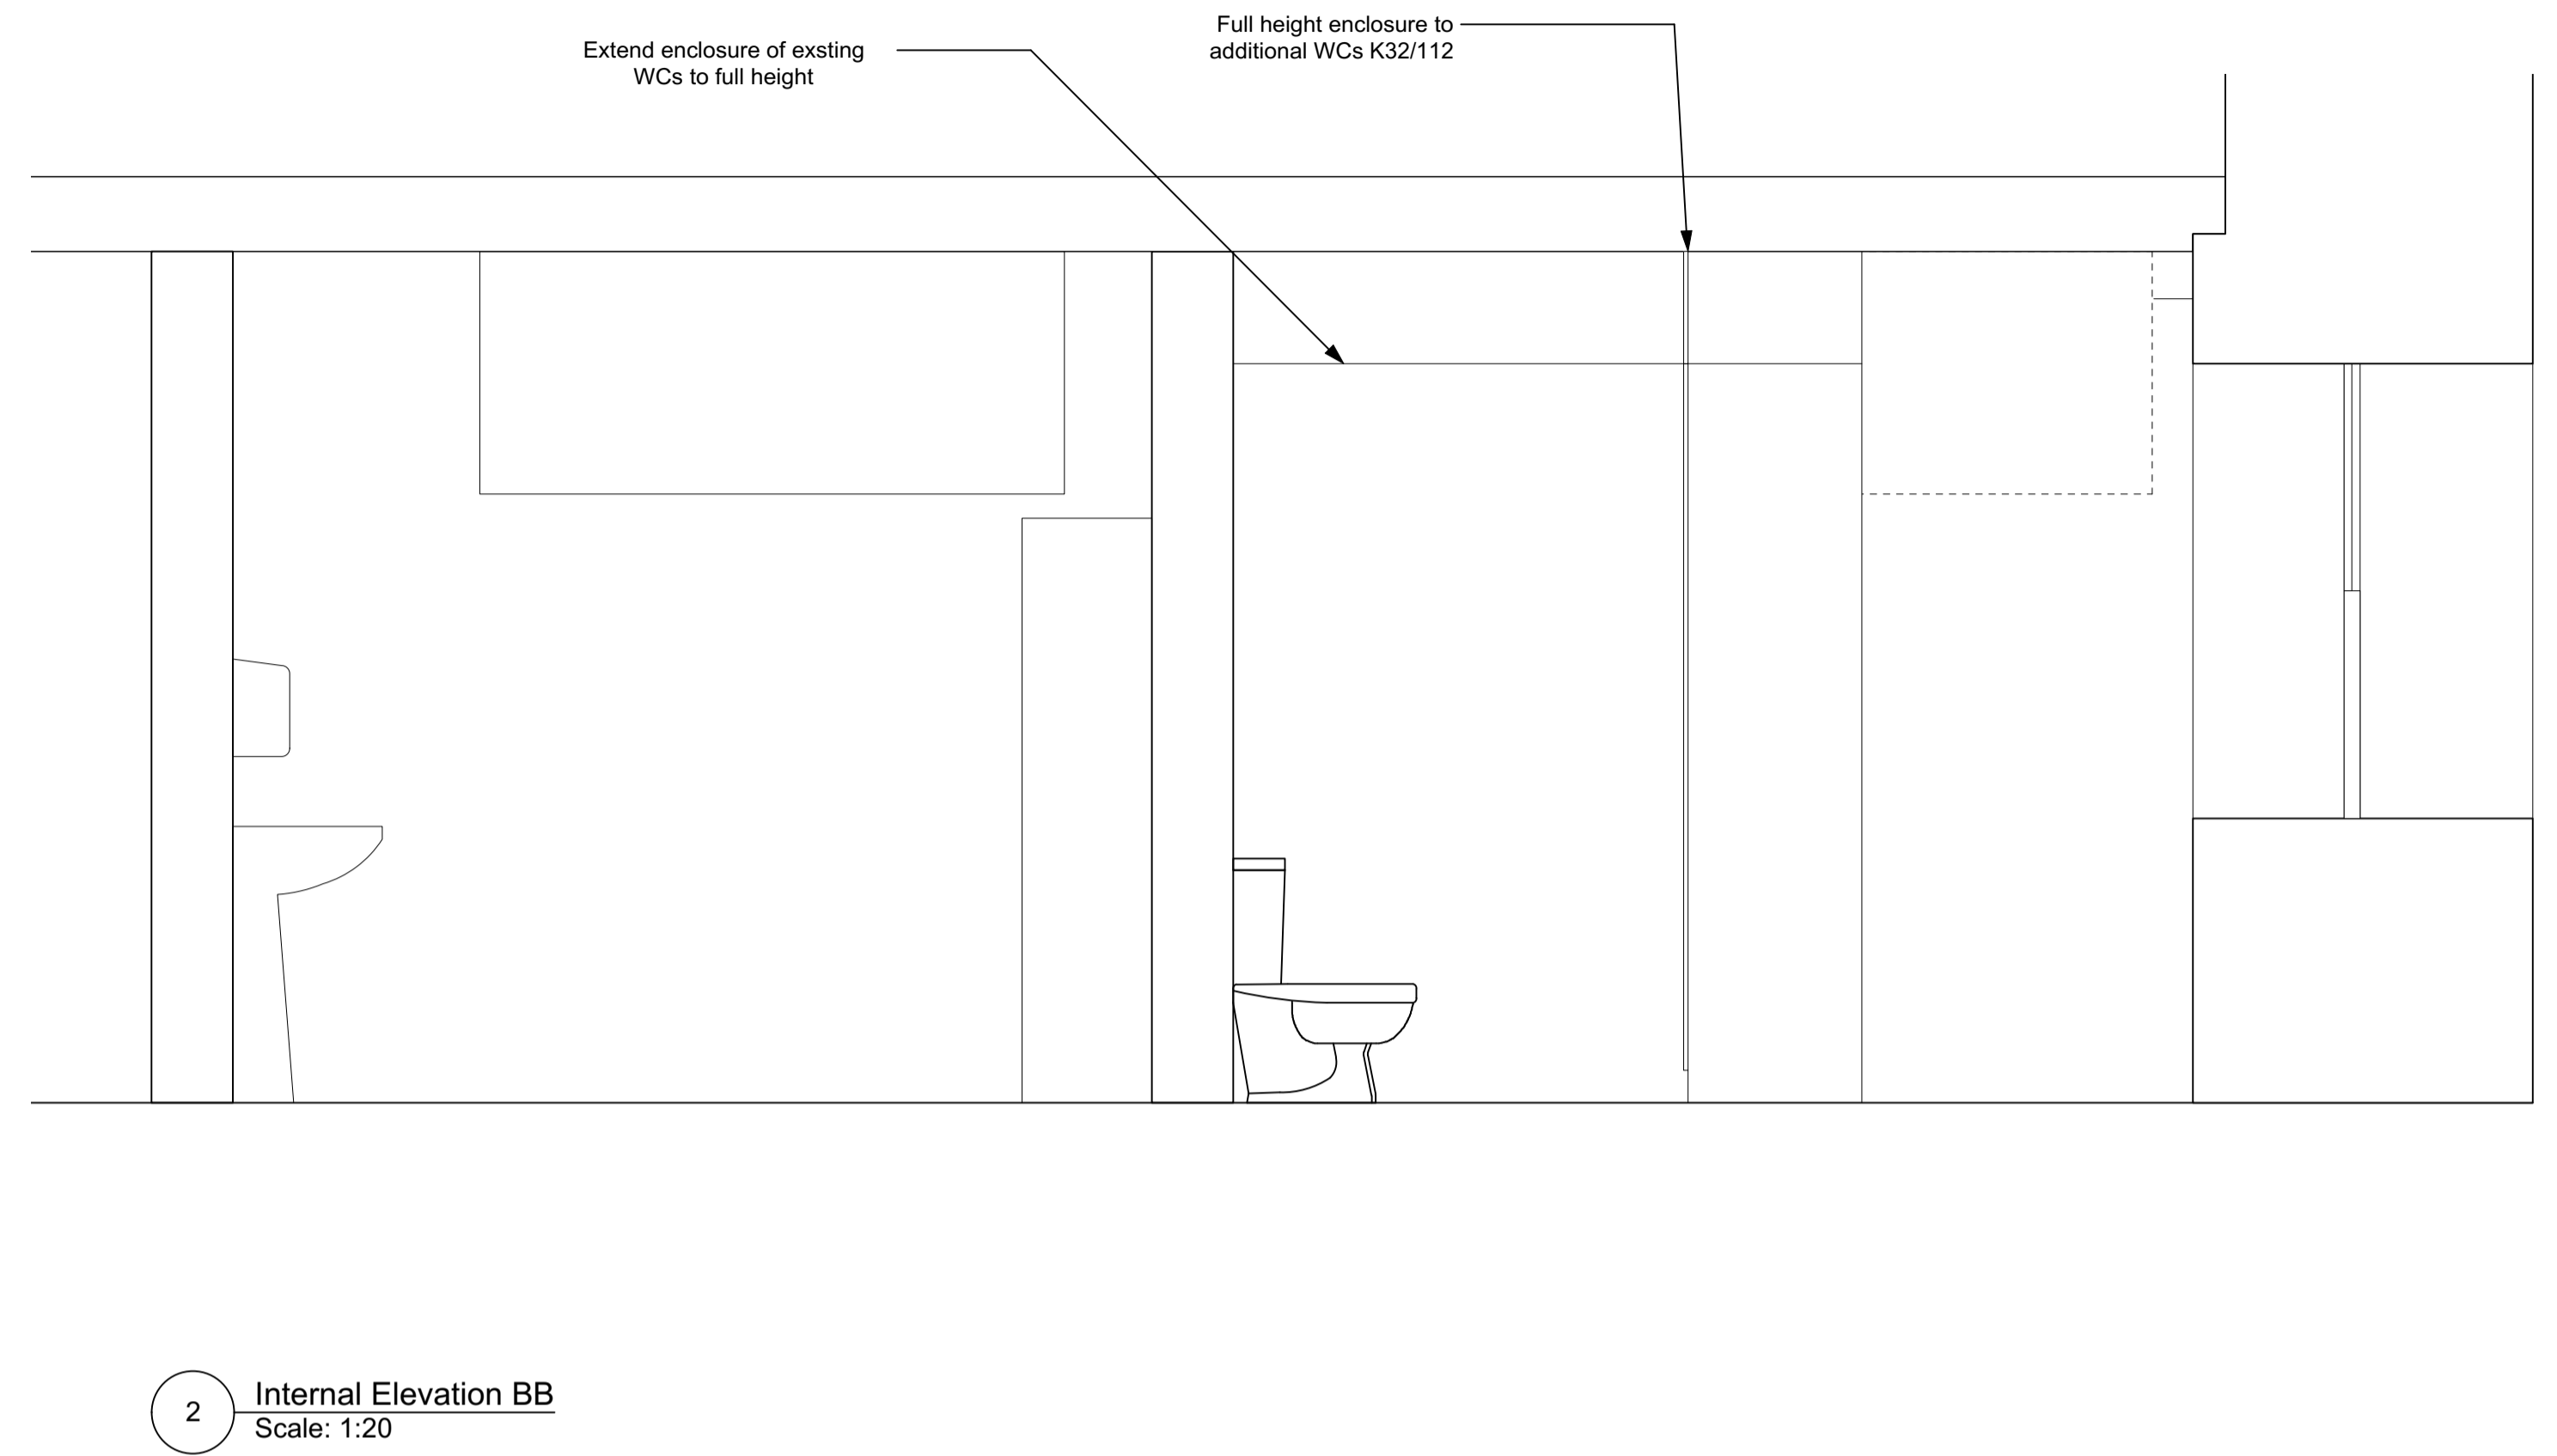 Full height enclosure to
additional WCs K32/112
Extend enclosure of exsting
WCs to full height
2
Internal Elevation BB
Scale: 1:20